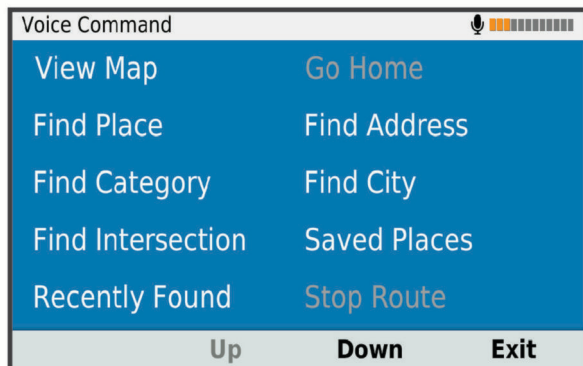 Voice Command
View Map Go Home
Find Place Find Address
Find Category Find City
Find Intersection Saved Places
Recently Found Stop Route
Up Down Exit